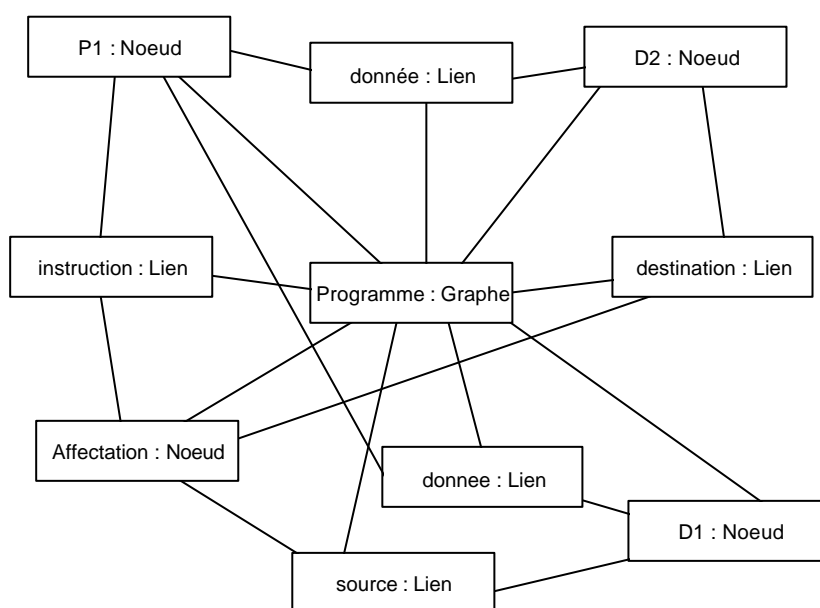 P1 : Noeud
donnée : Lien
D2 : Noeud
instruction : Lien
Programme : Graphe
destination : Lien
Affectation : Noeud
donnee : Lien
D1 : Noeud
source : Lien